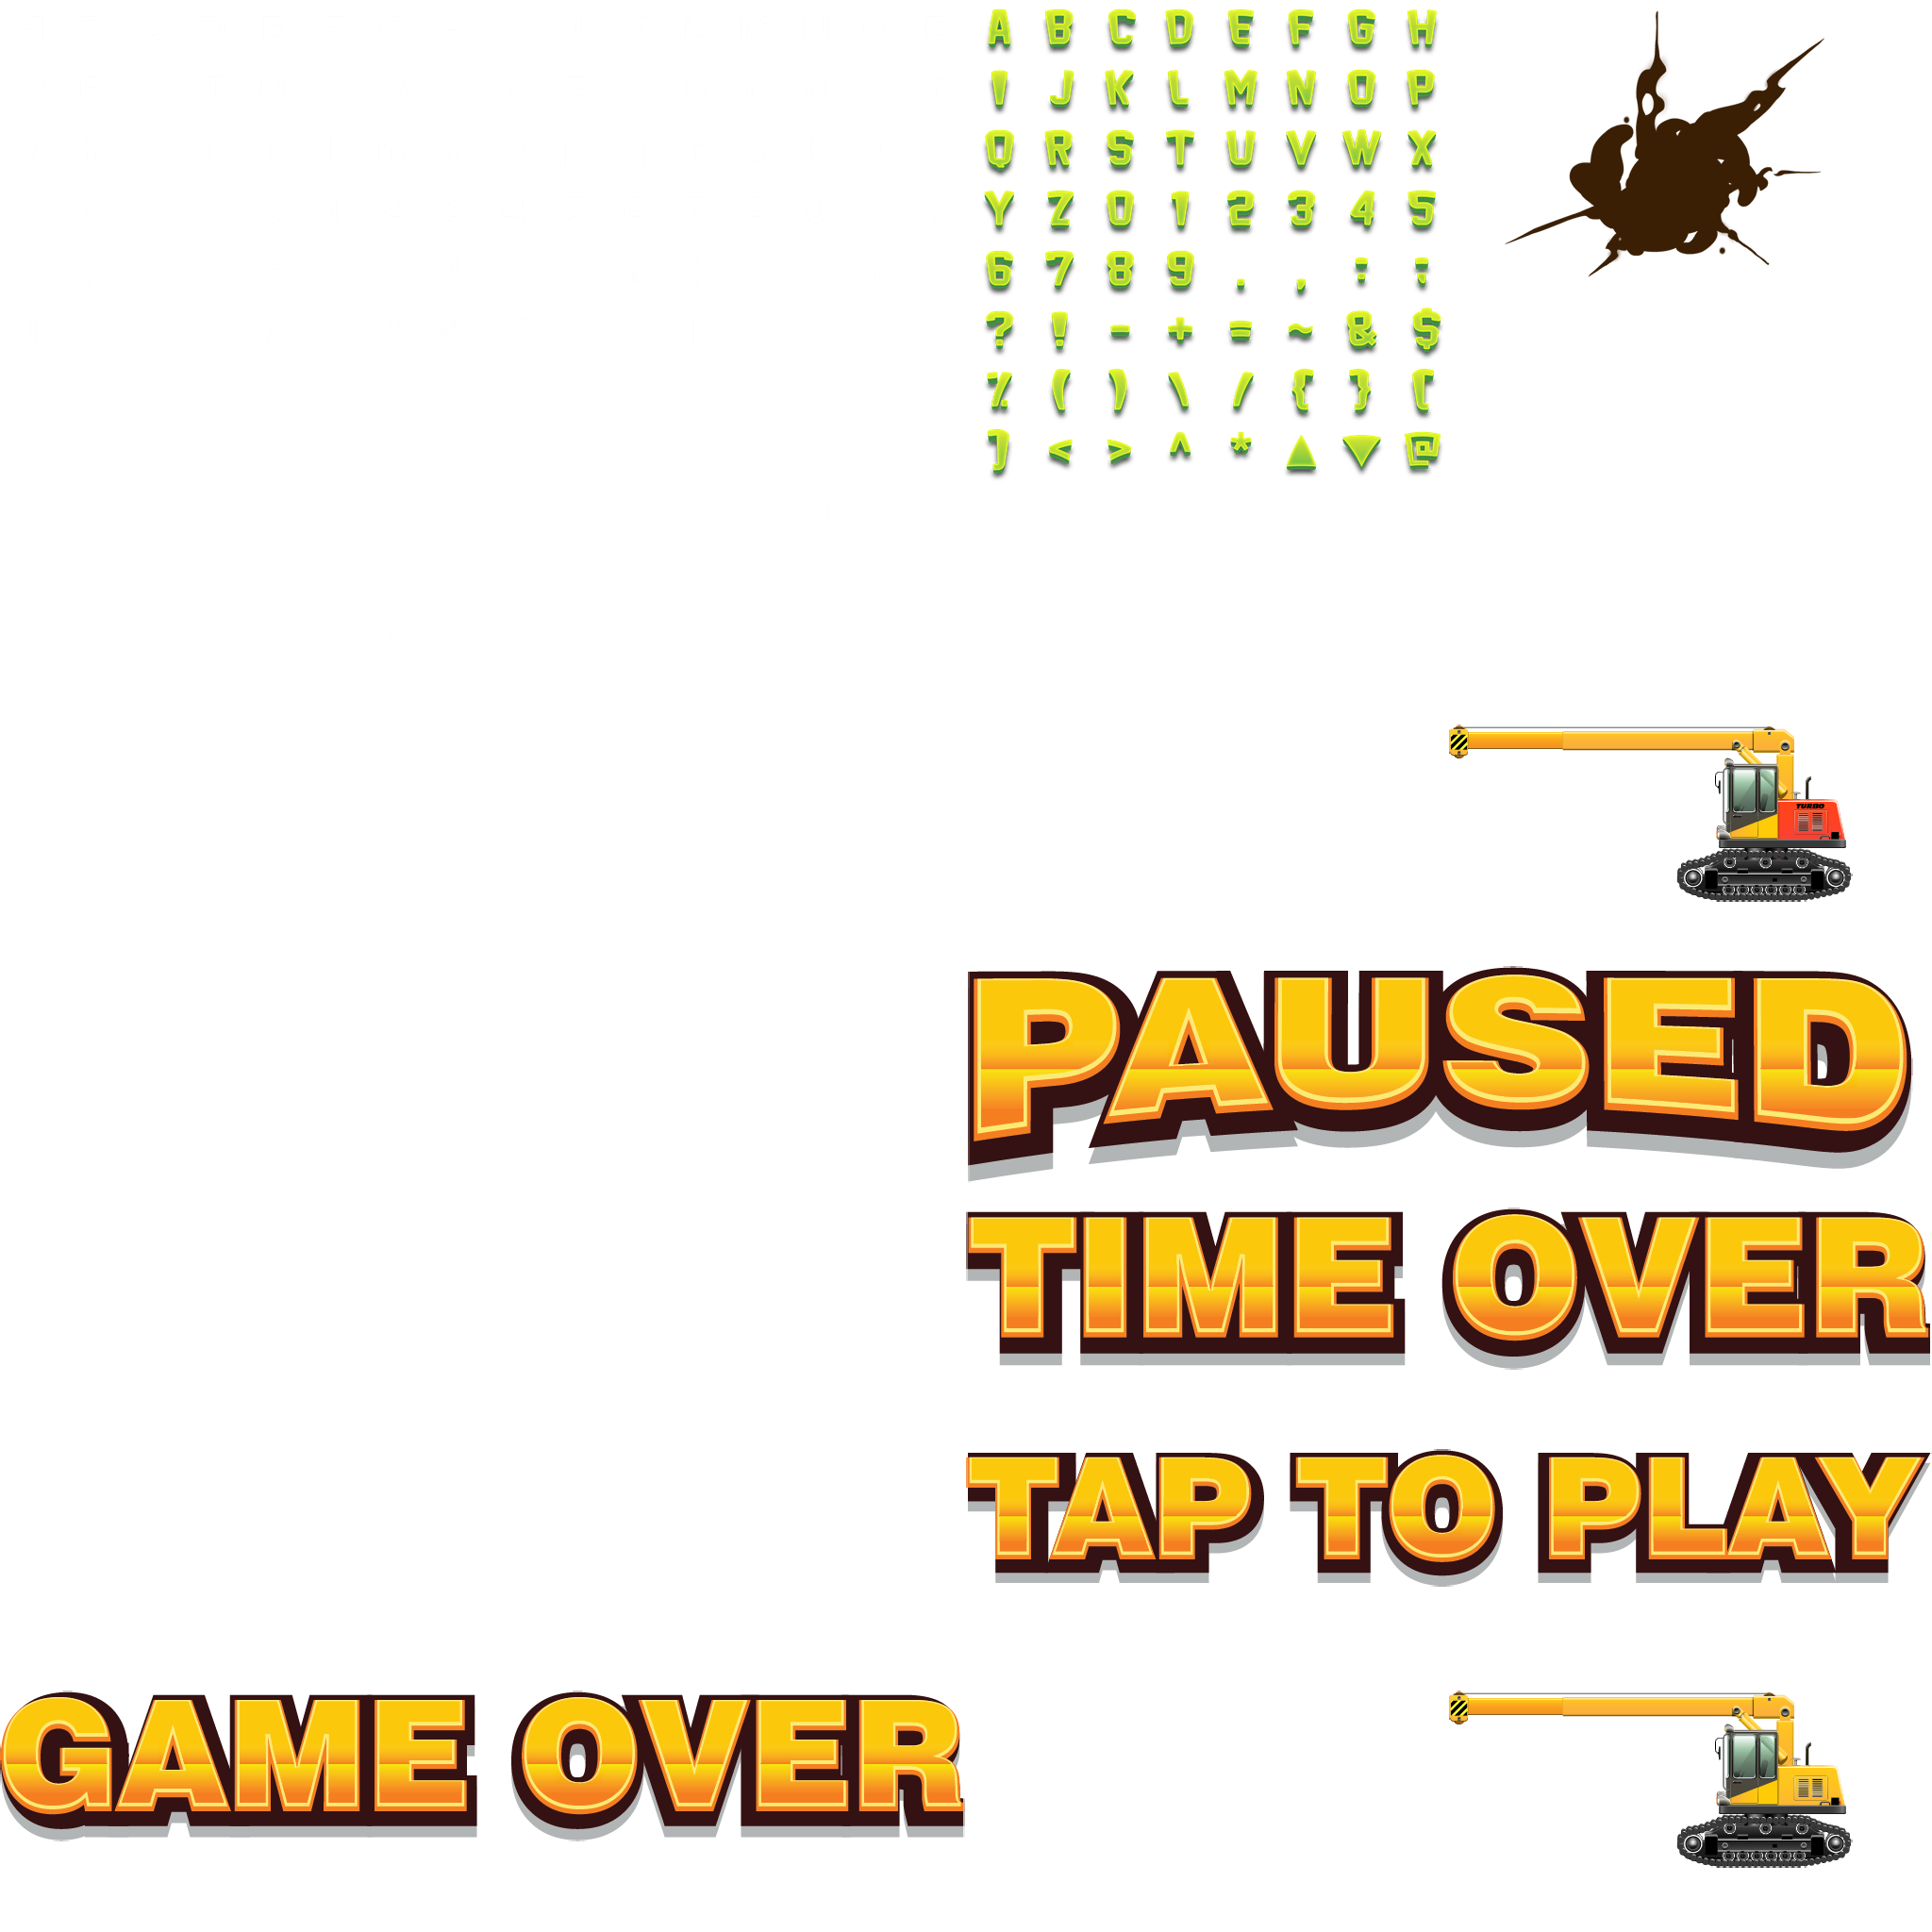 A B C D E F G H
I J K L M N O P
Q R S T U V W X
Y Z 0 1 2 3 4 5
6 7 8 9 . , : ;
? ! - + = ~ & $
% ( ) \ / { } [
] < > ^ * ▲ ▼ @
TURBO
PAUSED
TIME OVER
TAP TO PLAY
GAME OVER